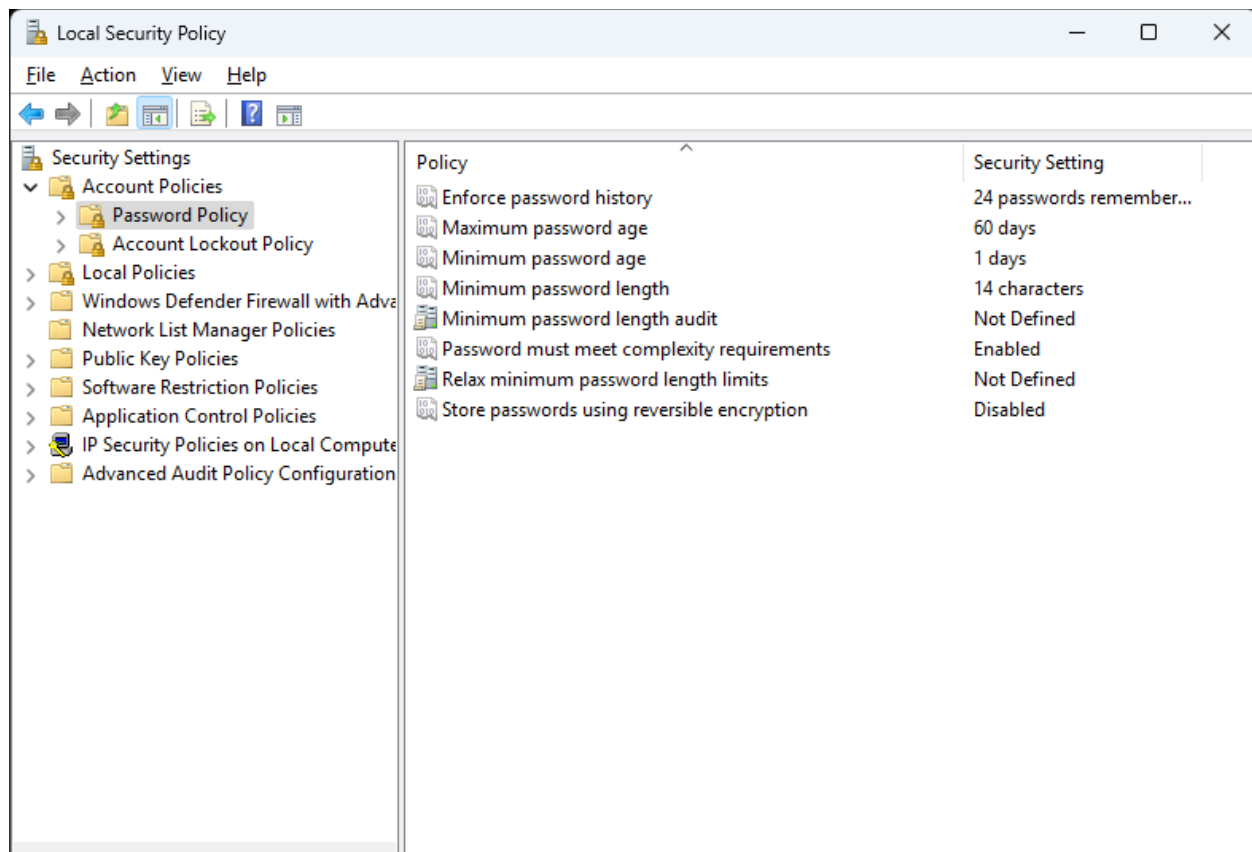 Local Security Policy
File Action View Help
Security Settings
Account Policies
Password Policy
Account Lockout Policy
Local Policies
Windows Defender Firewall with Adva
Network List Manager Policies
Public Key Policies
Software Restriction Policies
Application Control Policies
IP Security Policies on Local Compute
Advanced Audit Policy Configuration
Policy Security Setting
Enforce password history 24 passwords remember...
Maximum password age 60 days
Minimum password age 1 days
Minimum password length 14 characters
Minimum password length audit Not Defined
Password must meet complexity requirements Enabled
Relax minimum password length limits Not Defined
Store passwords using reversible encryption Disabled